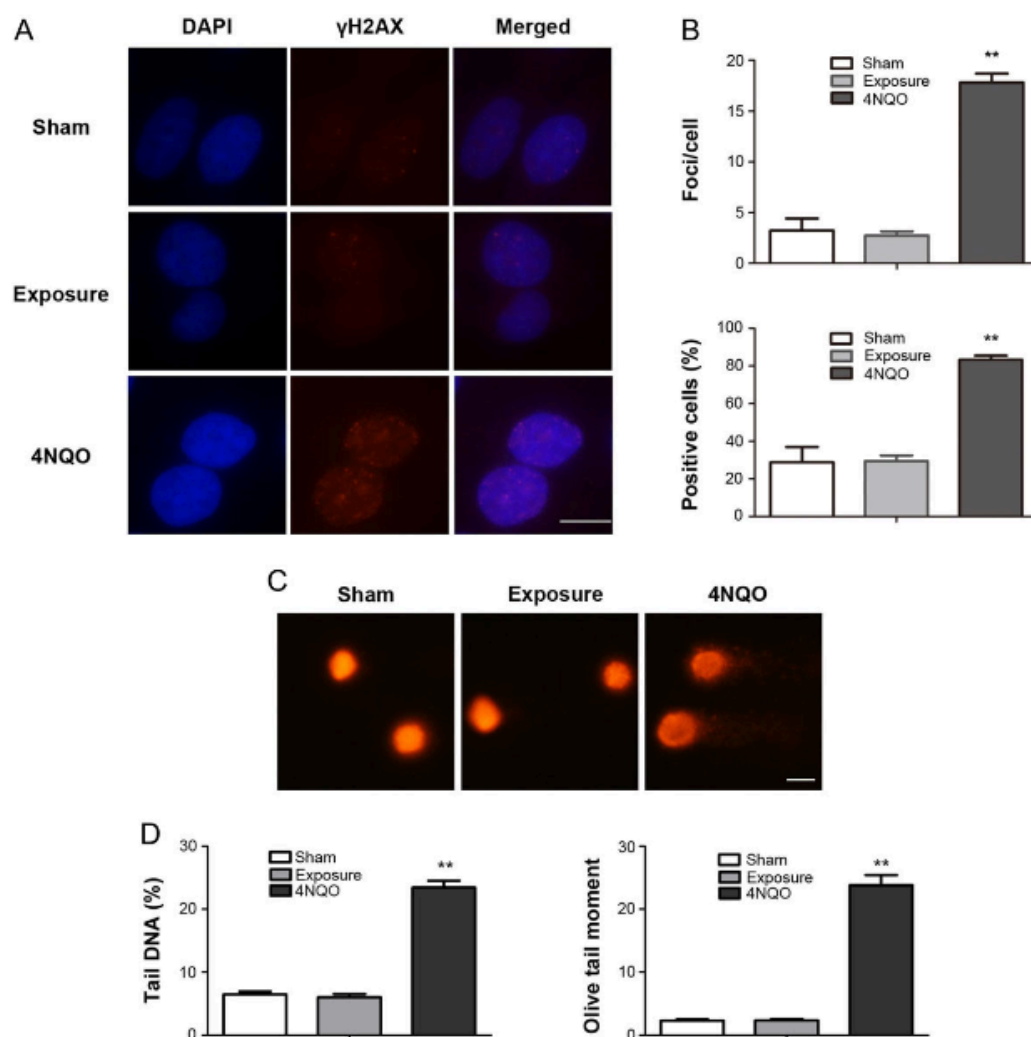 A
DAPI γH2AX Merged
Sham
Exposure
4NQO
B
20
15
10
5
0
Foci/cell
Sham
Exposure
4NQO
**
100
80
60
40
20
0
Positive cells (%)
Sham
Exposure
4NQO
**
C
Sham Exposure 4NQO
D
30
20
10
0
Tail DNA (%)
Sham
Exposure
4NQO
**
30
20
10
0
Olive tail moment
Sham
Exposure
4NQO
**